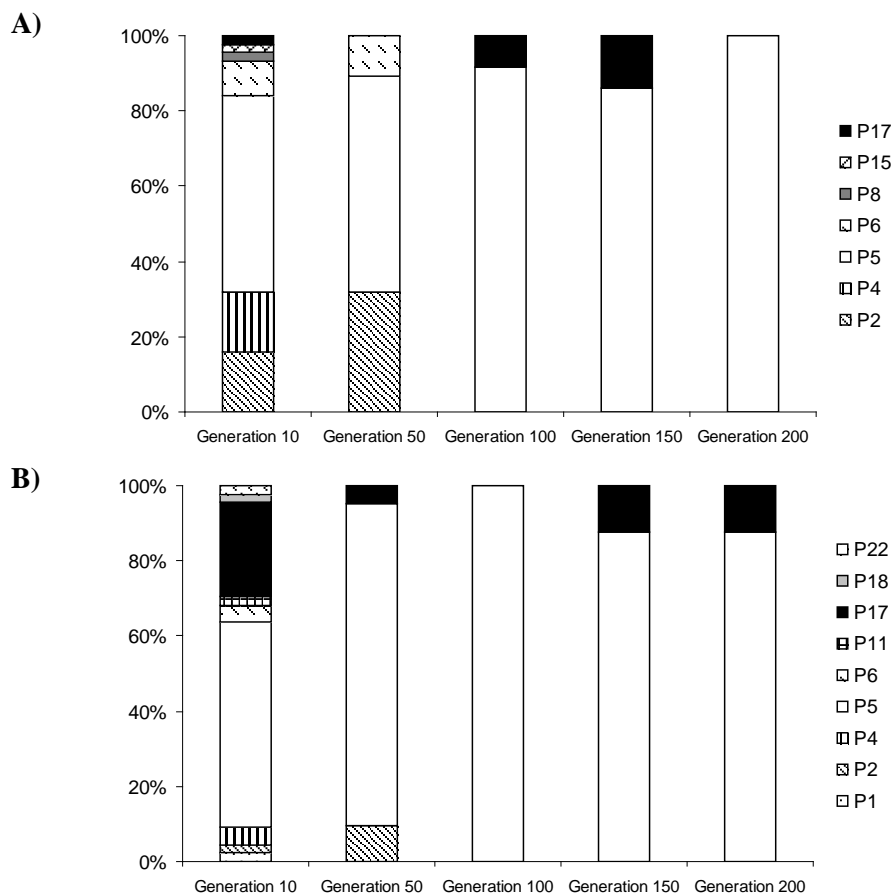 A)
100%
80%
60%
40%
20%
0%
Generation 10 Generation 50 Generation 100 Generation 150 Generation 200
P17
P15
P8
P6
P5
P4
P2
B)
100%
80%
60%
40%
20%
0%
Generation 10 Generation 50 Generation 100 Generation 150 Generation 200
P22
P18
P17
P11
P6
P5
P4
P2
P1